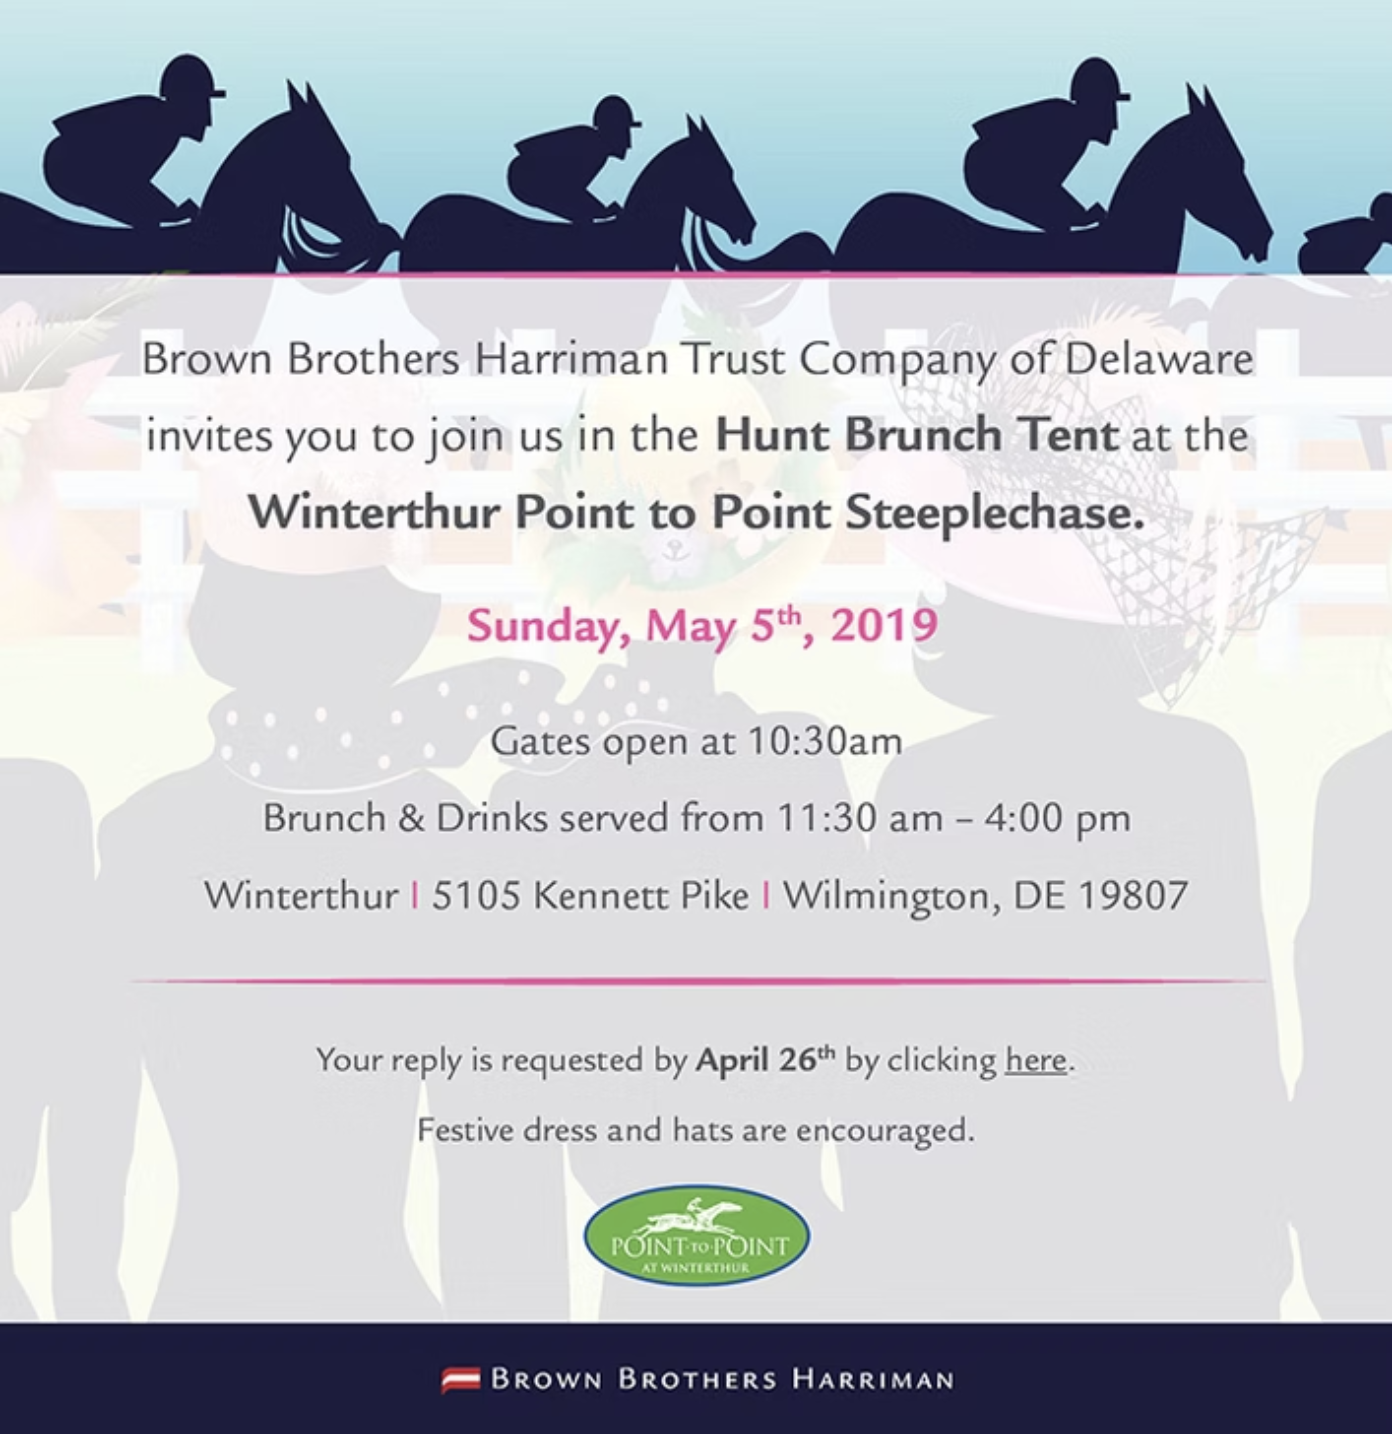 Brown Brothers Harriman Trust Company of Delaware
invites you to join us in the Hunt Brunch Tent at the
Winterthur Point to Point Steeplechase.
Sunday, May 5th, 2019
Gates open at 10:30am
Brunch & Drinks served from 11:30 am – 4:00 pm
Winterthur | 5105 Kennett Pike | Wilmington, DE 19807
Your reply is requested by April 26th by clicking here.
Festive dress and hats are encouraged.
POINT-TO-POINT
AT WINTERTHUR
BROWN BROTHERS HARRIMAN